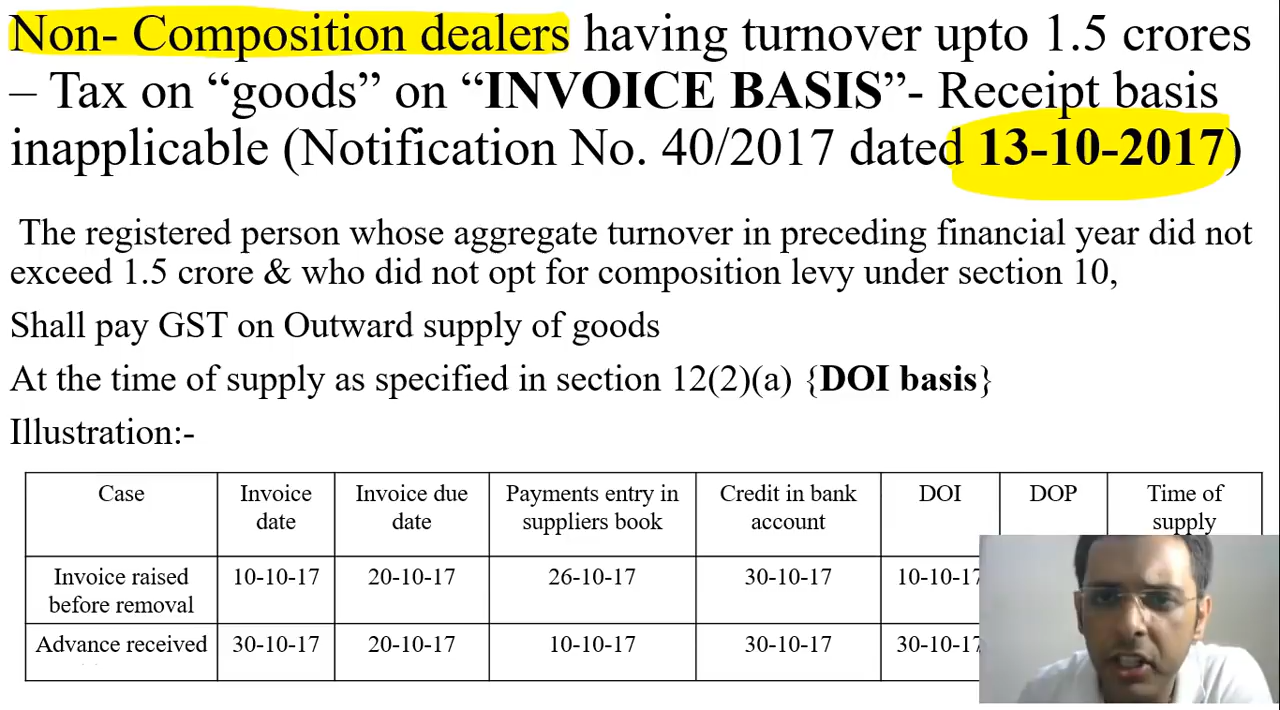 Non- Composition dealers having turnover upto 1.5 crores
– Tax on “goods” on “INVOICE BASIS”- Receipt basis
inapplicable (Notification No. 40/2017 dated 13-10-2017)
The registered person whose aggregate turnover in preceding financial year did not
exceed 1.5 crore & who did not opt for composition levy under section 10,
Shall pay GST on Outward supply of goods
At the time of supply as specified in section 12(2)(a) {DOI basis}
Illustration:-
Case Invoice date Invoice due date Payments entry in suppliers book Credit in bank account DOI DOP Time of supply
Invoice raised before removal 10-10-17 20-10-17 26-10-17 30-10-17 10-10-17
Advance received 30-10-17 20-10-17 10-10-17 30-10-17 30-10-17